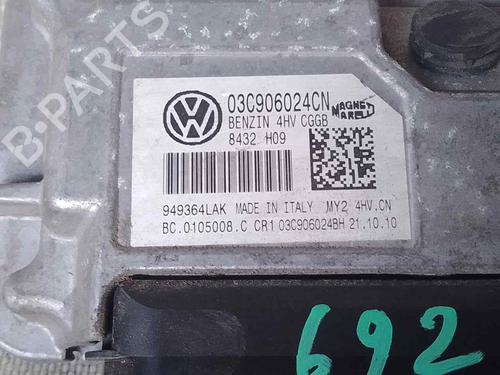 03C906024CN
BENZIN 4HV CGGB
MAGNETI MARELLI
8432 H09
949364LAK MADE IN ITALY MY2 4HV.CN
BC.0105008.C CR1 03C906024BH 21.10.10
692